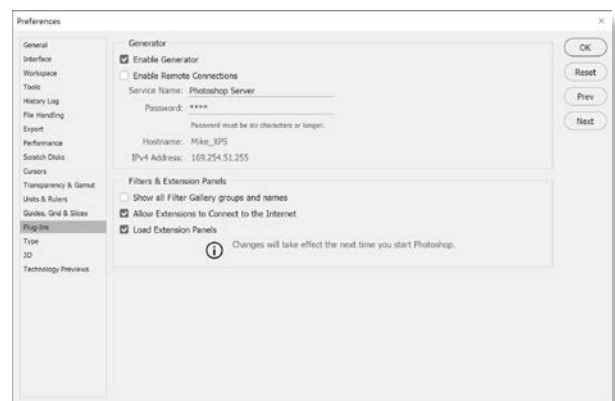 Preferences
General
Interface
Workspace
Tools
History Log
File Handling
Export
Performance
Scratch Disks
Cursors
Transparency & Gamut
Units & Rulers
Guides, Grid & Slices
Plug-Ins
Type
3D
Technology Previews
Generator
Enable Generator
Enable Remote Connections
Service Name: Photoshop Server
Password: ****
Password must be six characters or longer.
Hostname: Mike_XPS
IPv4 Address: 169.254.51.255
Filters & Extension Panels
Show all Filter Gallery groups and names
Allow Extensions to Connect to the Internet
Load Extension Panels
Changes will take effect the next time you start Photoshop.
OK
Reset
Prev
Next